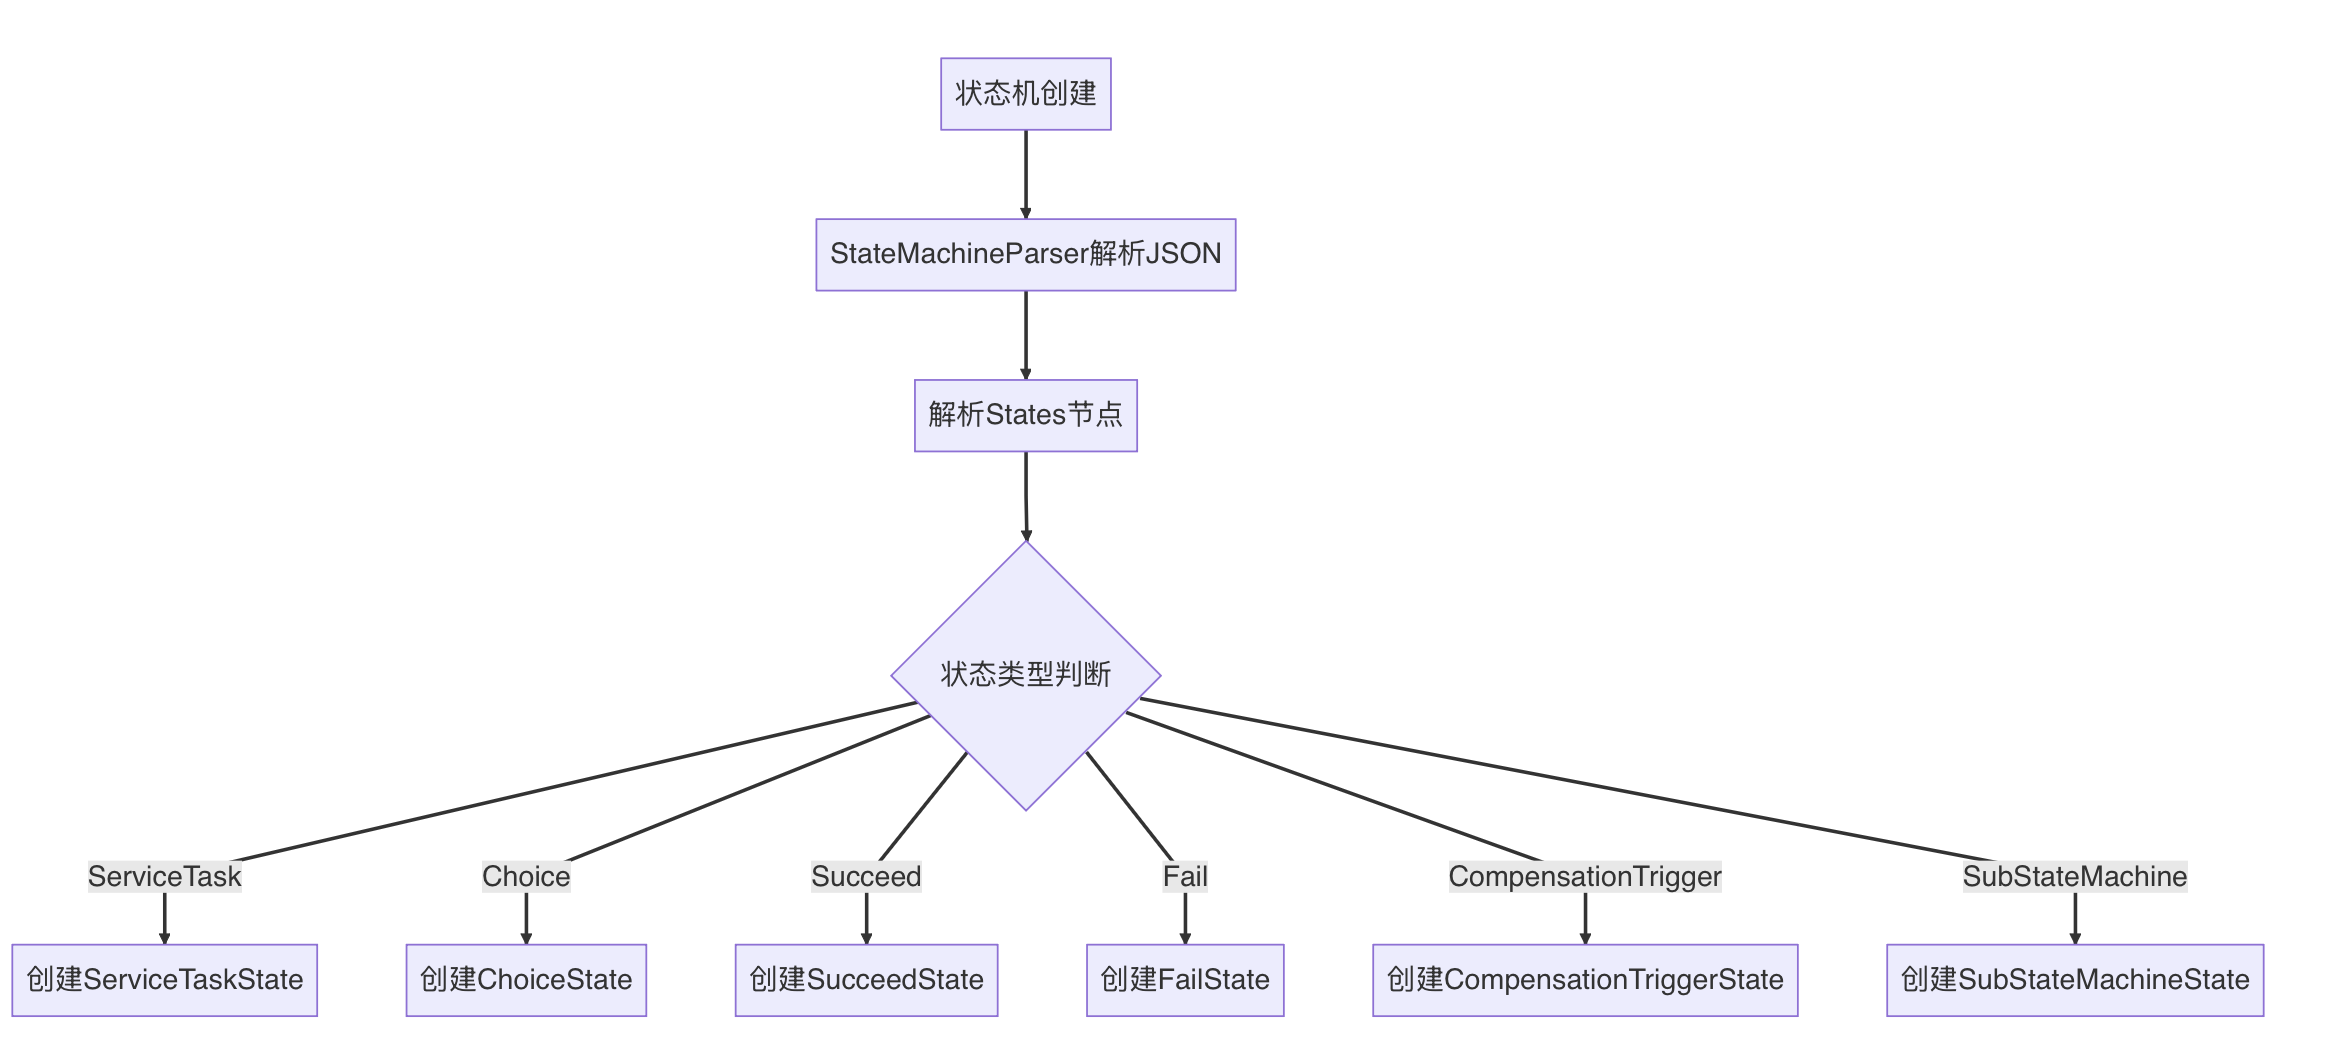 状态机创建
StateMachineParser解析JSON
解析States节点
状态类型判断
ServiceTask
Choice
Succeed
Fail
CompensationTrigger
SubStateMachine
创建ServiceTaskState
创建ChoiceState
创建SucceedState
创建FailState
创建CompensationTriggerState
创建SubStateMachineState